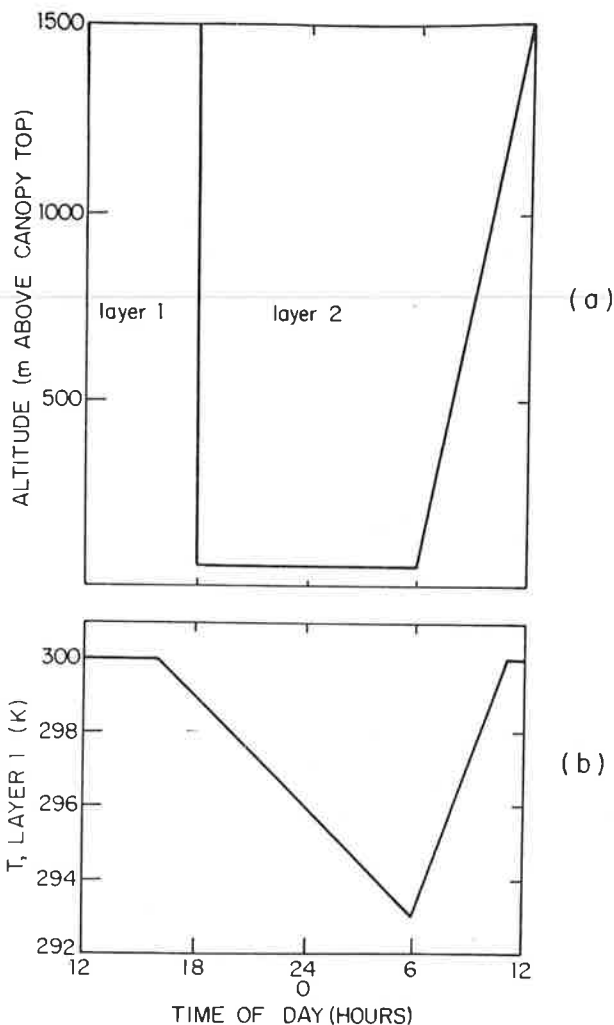 1500
1000
500
ALTITUDE (m ABOVE CANOPY TOP)
layer 1
layer 2
(a)
300
298
296
294
292
T, LAYER 1 (K)
(b)
12 18 24 6 12
0
TIME OF DAY (HOURS)